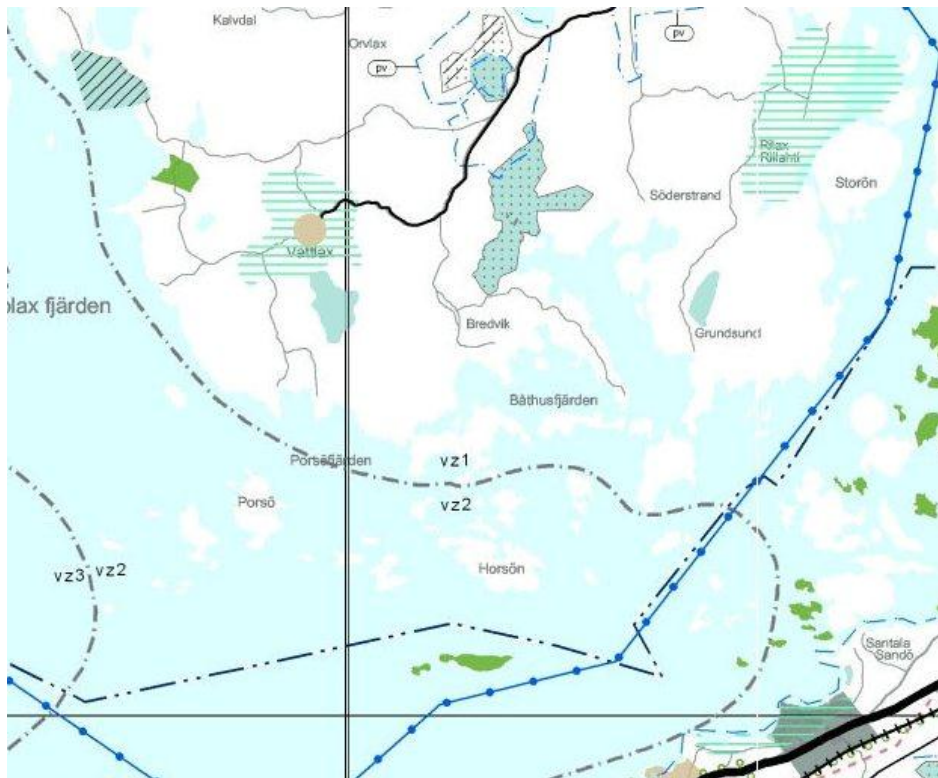 Kalvdal
Orvlax
pv
pv
Rilax
Riilahti
Storön
Söderstrand
Vättlax
olax fjärden
Bredvik
Grundsund
Båthusfjärden
vz1
Porsöfjärden
vz2
Porsö
Horsön
vz3
vz2
Santala
Sandö